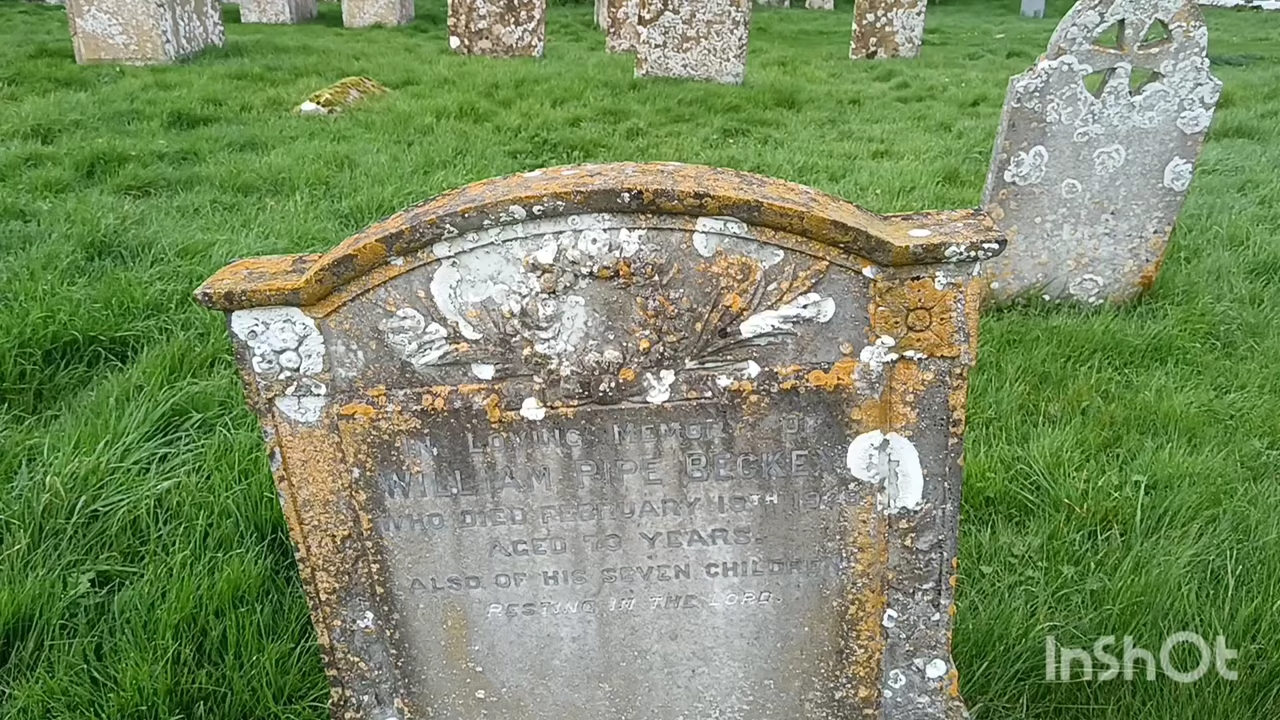 IN LOVING MEMORY OF
WILLIAM PIPE
WHO DIED FEBRUARY
AGED 73 YEARS.
ALSO OF HIS SEVEN CHILDREN
RESTING IN THE LORD.
InShOt